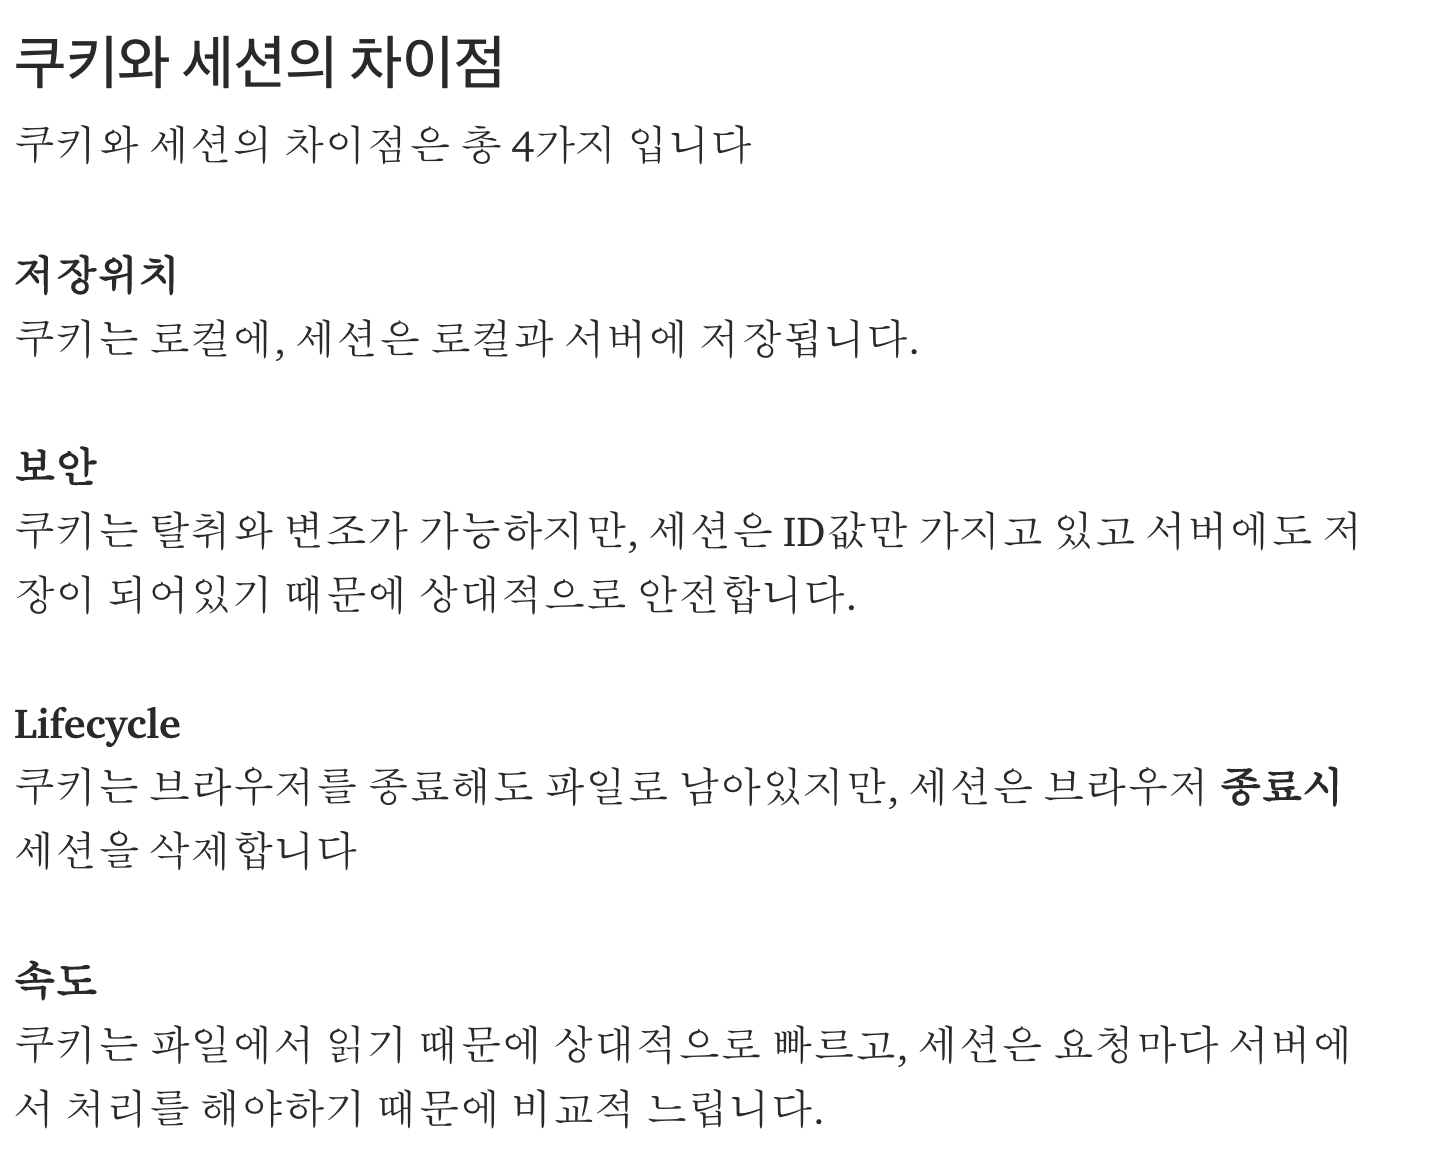 쿠키와 세션의 차이점
쿠키와 세션의 차이점은 총 4가지 입니다
저장위치
쿠키는 로컬에, 세션은 로컬과 서버에 저장됩니다.
보안
쿠키는 탈취와 변조가 가능하지만, 세션은 ID값만 가지고 있고 서버에도 저
장이 되어있기 때문에 상대적으로 안전합니다.
Lifecycle
쿠키는 브라우저를 종료해도 파일로 남아있지만, 세션은 브라우저 종료시
세션을 삭제합니다
속도
쿠키는 파일에서 읽기 때문에 상대적으로 빠르고, 세션은 요청마다 서버에
서 처리를 해야하기 때문에 비교적 느립니다.